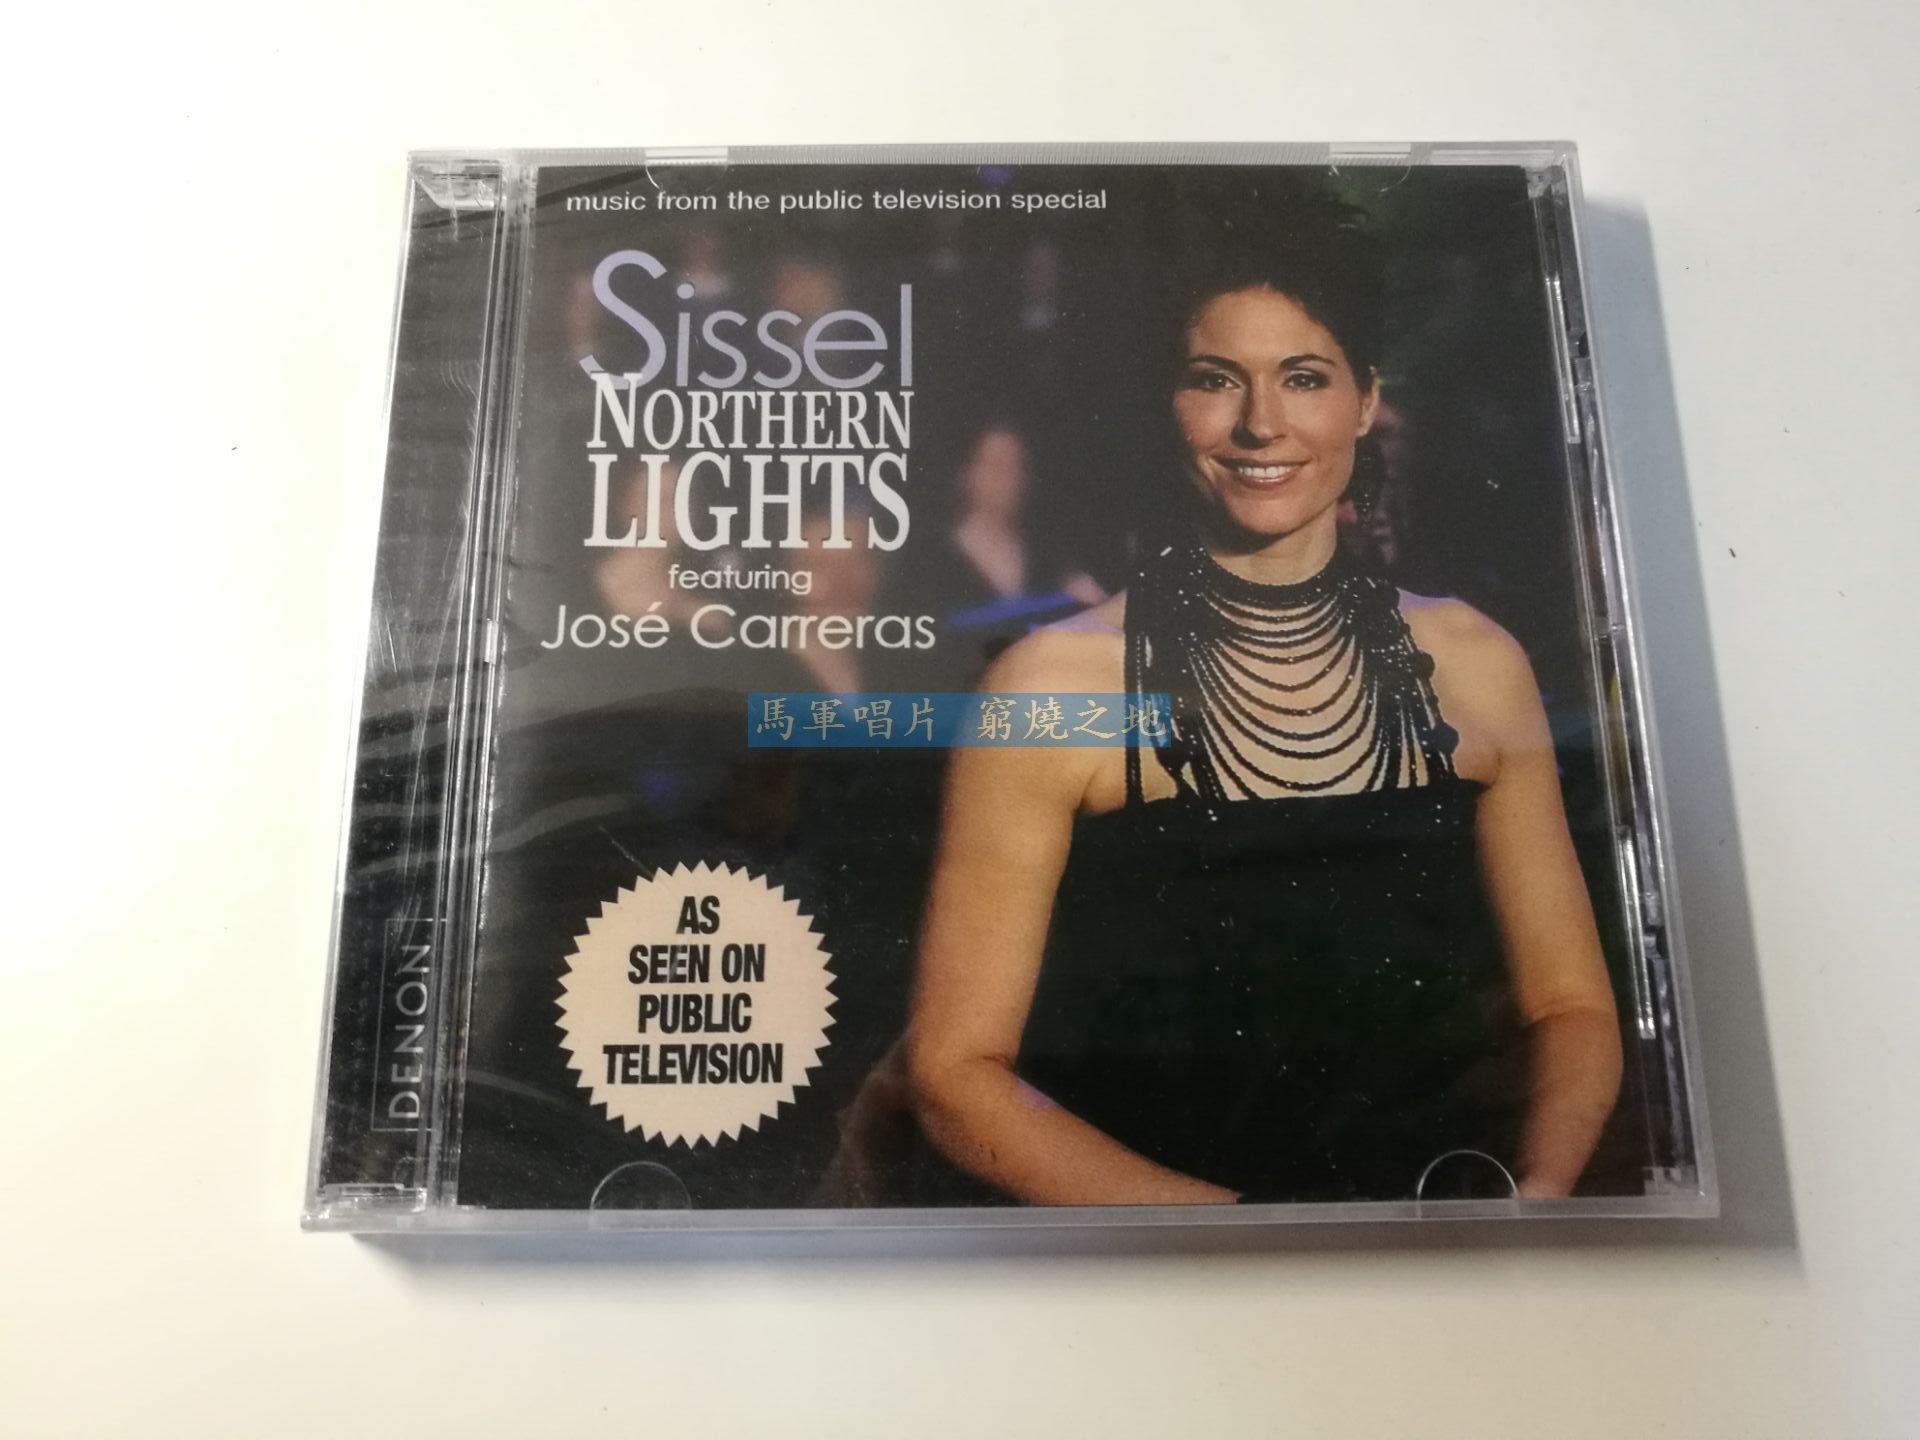 music from the public television special
Sissel
NORTHERN
LIGHTS
featuring
José Carreras
馬軍唱片 窮燒之地
AS
SEEN ON
PUBLIC
TELEVISION
DENON